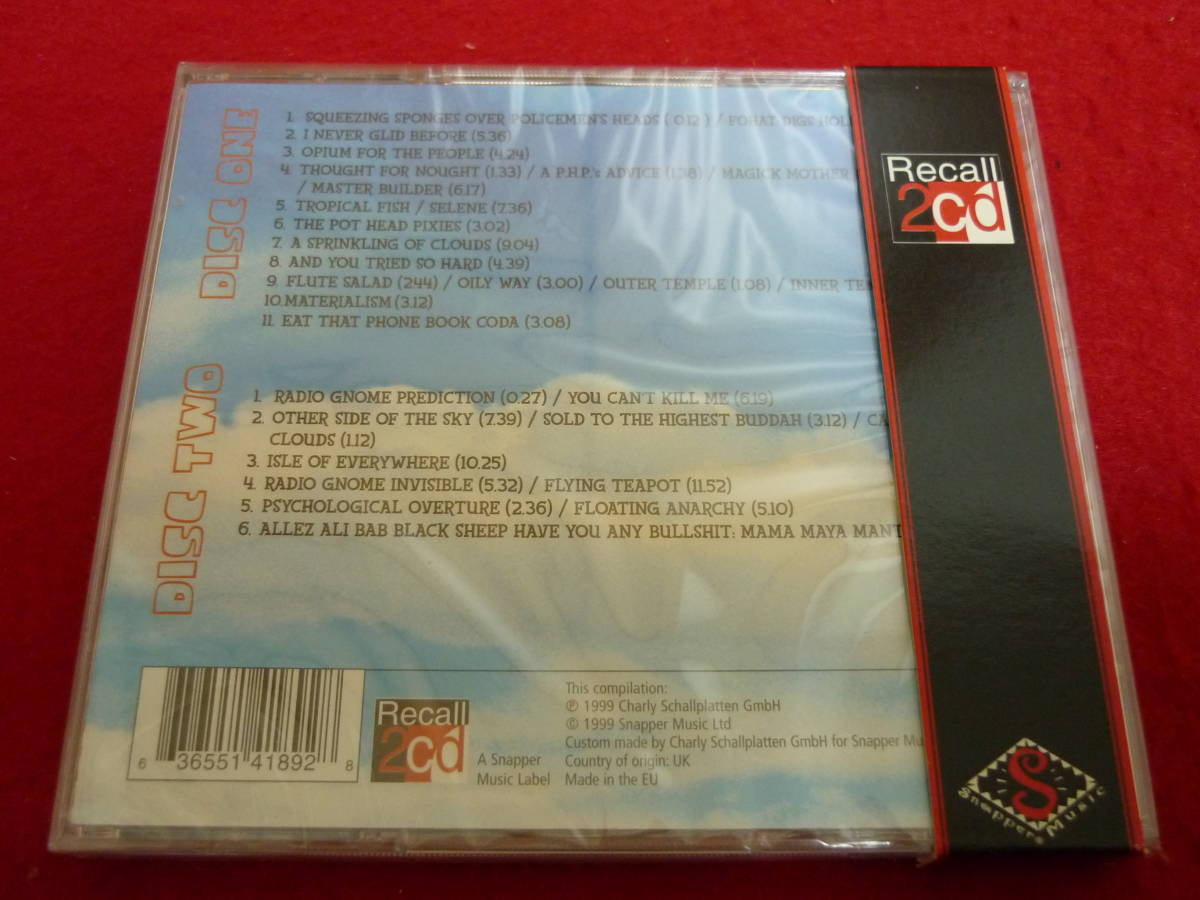 DISC ONE
1. SQUEEZING SPONGES OVER POLICEMEN'S HEADS ( 0.12 ) / FOHAT DIGS HOL
2. I NEVER GLID BEFORE (5.36)
3. OPIUM FOR THE PEOPLE (4.24)
4. THOUGHT FOR NOUGHT (1.33) / A P.H.P.'s ADVICE (1.38) / MAGICK MOTHER
/ MASTER BUILDER (6.17)
5. TROPICAL FISH / SELENE (7.36)
6. THE POT HEAD PIXIES (3.02)
7. A SPRINKLING OF CLOUDS (9.04)
8. AND YOU TRIED SO HARD (4.39)
9. FLUTE SALAD (244) / OILY WAY (3.00) / OUTER TEMPLE (1.08) / INNER TE
10. MATERIALISM (3.12)
11. EAT THAT PHONE BOOK CODA (3.08)
DISC TWO
1. RADIO GNOME PREDICTION (0.27) / YOU CAN'T KILL ME (6.19)
2. OTHER SIDE OF THE SKY (7.39) / SOLD TO THE HIGHEST BUDDAH (3.12) / CA
CLOUDS (1.12)
3. ISLE OF EVERYWHERE (10.25)
4. RADIO GNOME INVISIBLE (5.32) / FLYING TEAPOT (11.52)
5. PSYCHOLOGICAL OVERTURE (2.36) / FLOATING ANARCHY (5.10)
6. ALLEZ ALI BAB BLACK SHEEP HAVE YOU ANY BULLSHIT: MAMA MAYA MANT
6 36551 41892 8
Recall
2cd
A Snapper
Music Label
This compilation:
℗ 1999 Charly Schallplatten GmbH
© 1999 Snapper Music Ltd
Custom made by Charly Schallplatten GmbH for Snapper Mu
Country of origin: UK
Made in the EU
Recall
2cd
S
Snapper Music